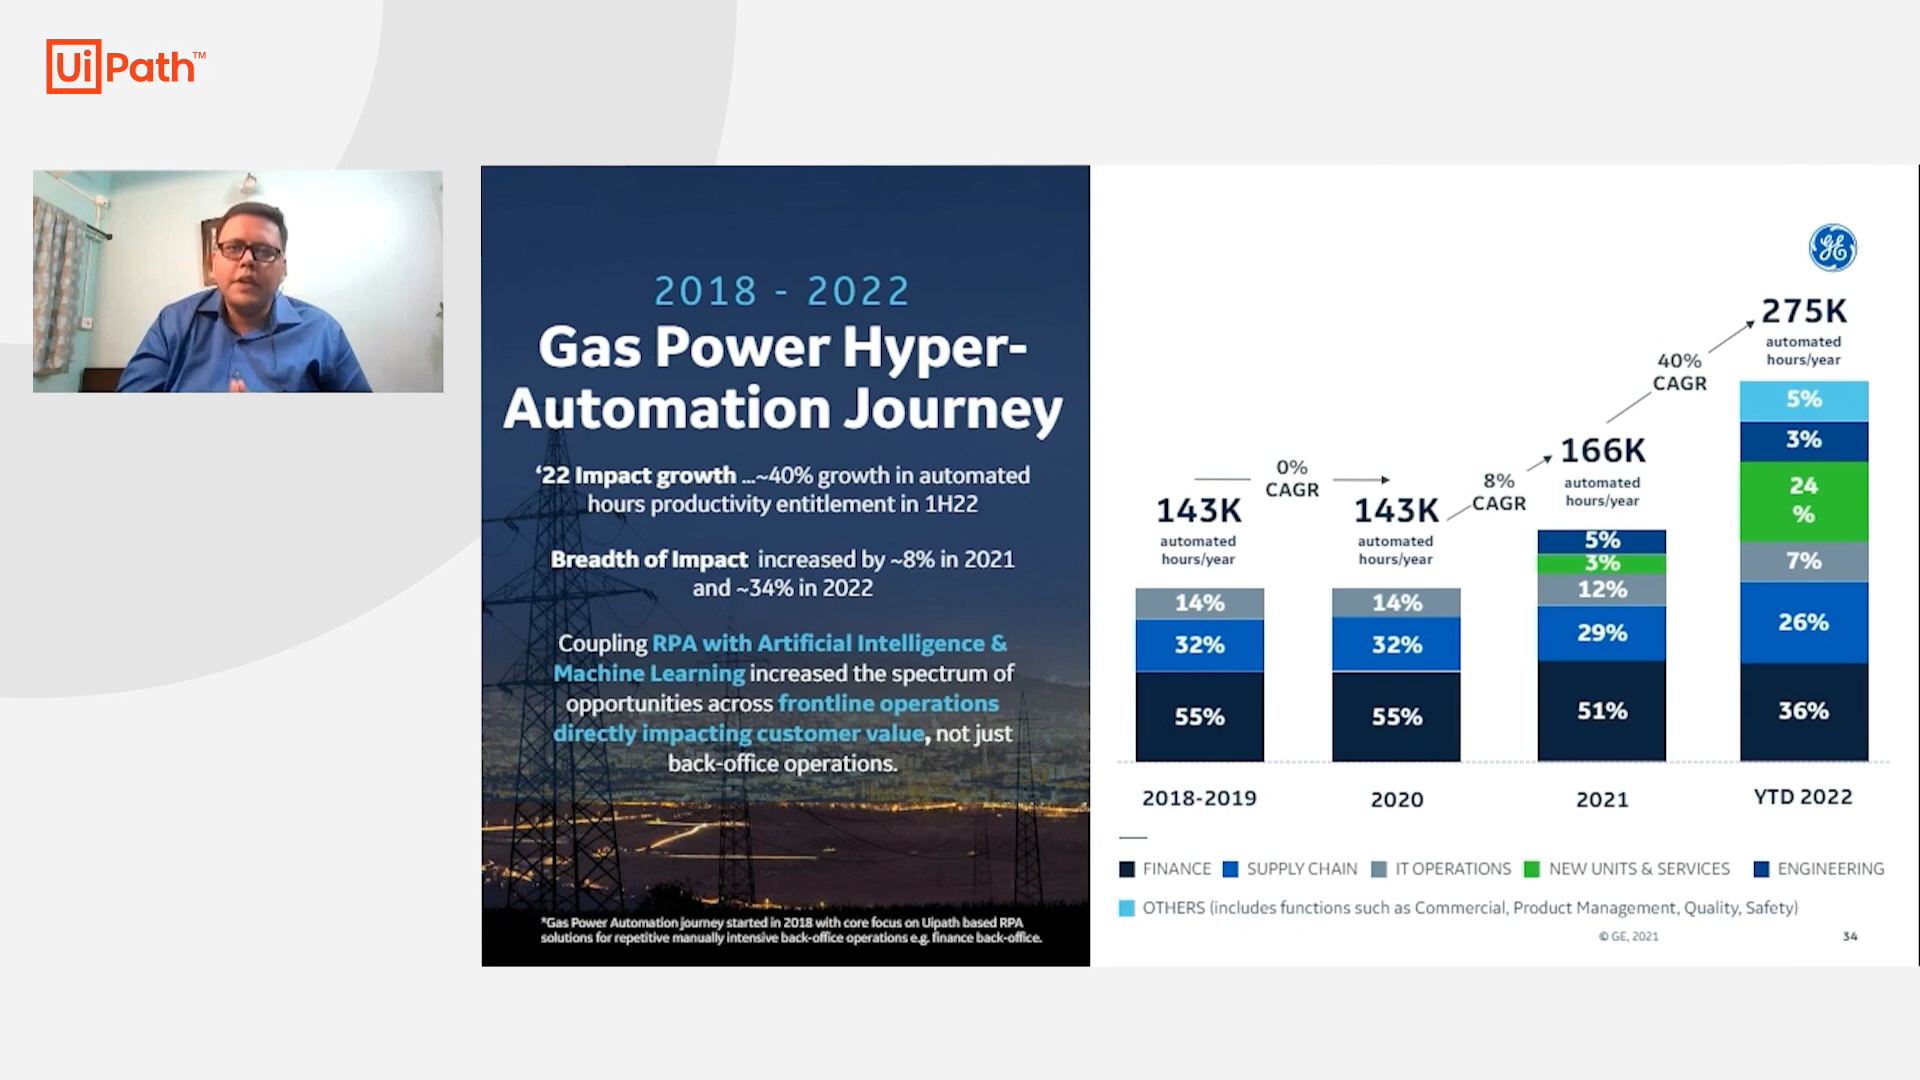 UiPath™
2018 - 2022
Gas Power Hyper-
Automation Journey
‘22 Impact growth ...~40% growth in automated
hours productivity entitlement in 1H22
Breadth of Impact increased by ~8% in 2021
and ~34% in 2022
Coupling RPA with Artificial Intelligence &
Machine Learning increased the spectrum of
opportunities across frontline operations
directly impacting customer value, not just
back-office operations.
*Gas Power Automation journey started in 2018 with core focus on Uipath based RPA
solutions for repetitive manually intensive back-office operations e.g. finance back-office.
GE
143K
automated
hours/year
14%
32%
55%
2018-2019
0%
CAGR
143K
automated
hours/year
14%
32%
55%
2020
8%
CAGR
166K
automated
hours/year
5%
3%
12%
29%
51%
2021
40%
CAGR
275K
automated
hours/year
5%
3%
24
%
7%
26%
36%
YTD 2022
FINANCE
SUPPLY CHAIN
IT OPERATIONS
NEW UNITS & SERVICES
ENGINEERING
OTHERS (includes functions such as Commercial, Product Management, Quality, Safety)
© GE, 2021
34